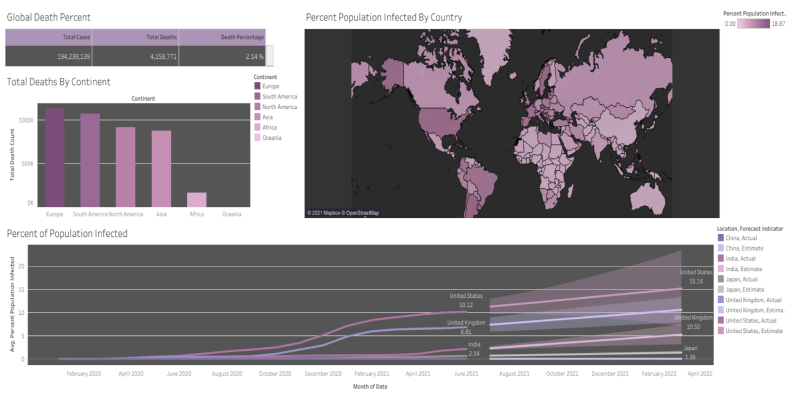 Global Death Percent
Total Cases Total Deaths Death Percentage
194,239,139 4,158,771 2.14 %
Total Deaths By Continent
Continent
Total Death Count
1000K
500K
0K
Europe South America North America Asia Africa Oceania
Continent
Europe
South America
North America
Asia
Africa
Oceania
Percent Population Infected By Country
© 2021 Mapbox © OpenStreetMap
Percent Population Infect..
0.00 18.87
Percent of Population Infected
Avg. Percent Population Infected
20
15
10
5
0
United States
10.12
United Kingdom
6.81
India
2.14
United States
15.14
United Kingdom
10.55
Japan
1.36
February 2020 April 2020 June 2020 August 2020 October 2020 December 2020 February 2021 April 2021 June 2021 August 2021 October 2021 December 2021 February 2022 April 2022
Month of Date
Location, Forecast indicator
China, Actual
China, Estimate
India, Actual
India, Estimate
Japan, Actual
Japan, Estimate
United Kingdom, Actual
United Kingdom, Estima..
United States, Actual
United States, Estimate